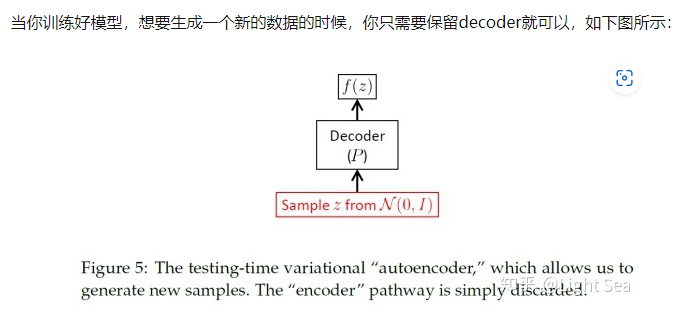 当你训练好模型，想要生成一个新的数据的时候，你只需要保留decoder就可以，如下图所示：
f(z)
Decoder
(P)
Sample z from 𝒩(0, I)
Figure 5: The testing-time variational “autoencoder,” which allows us to
generate new samples. The “encoder” pathway is simply discarded.
知乎 @Light Sea